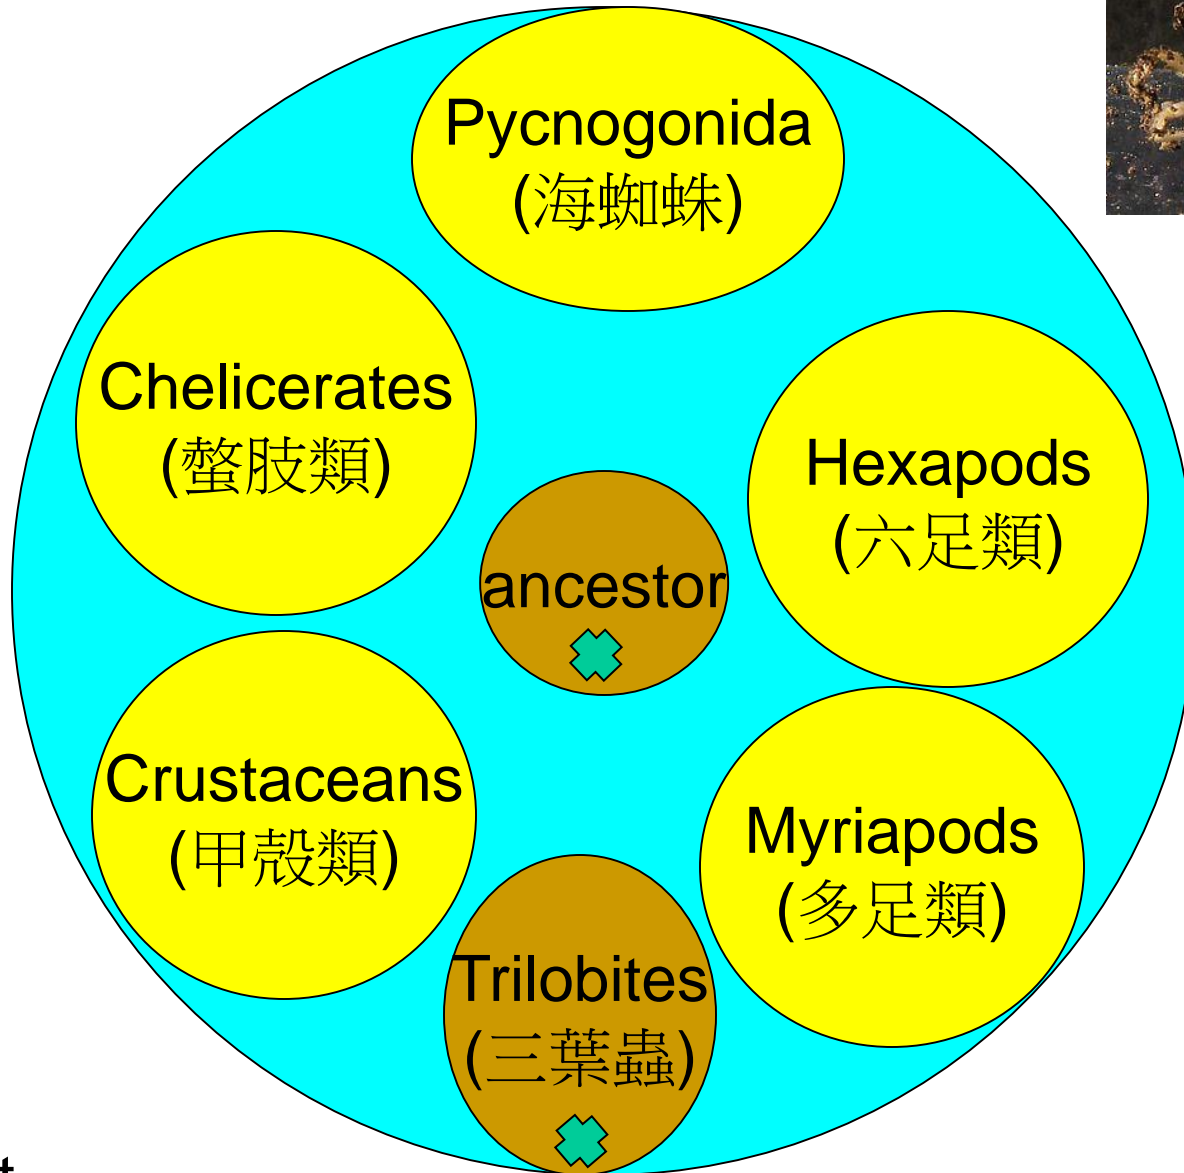 Pycnogonida
(海蜘蛛)
Chelicerates
(螯肢類)
Hexapods
(六足類)
ancestor
Crustaceans
(甲殼類)
Myriapods
(多足類)
Trilobites
(三葉蟲)